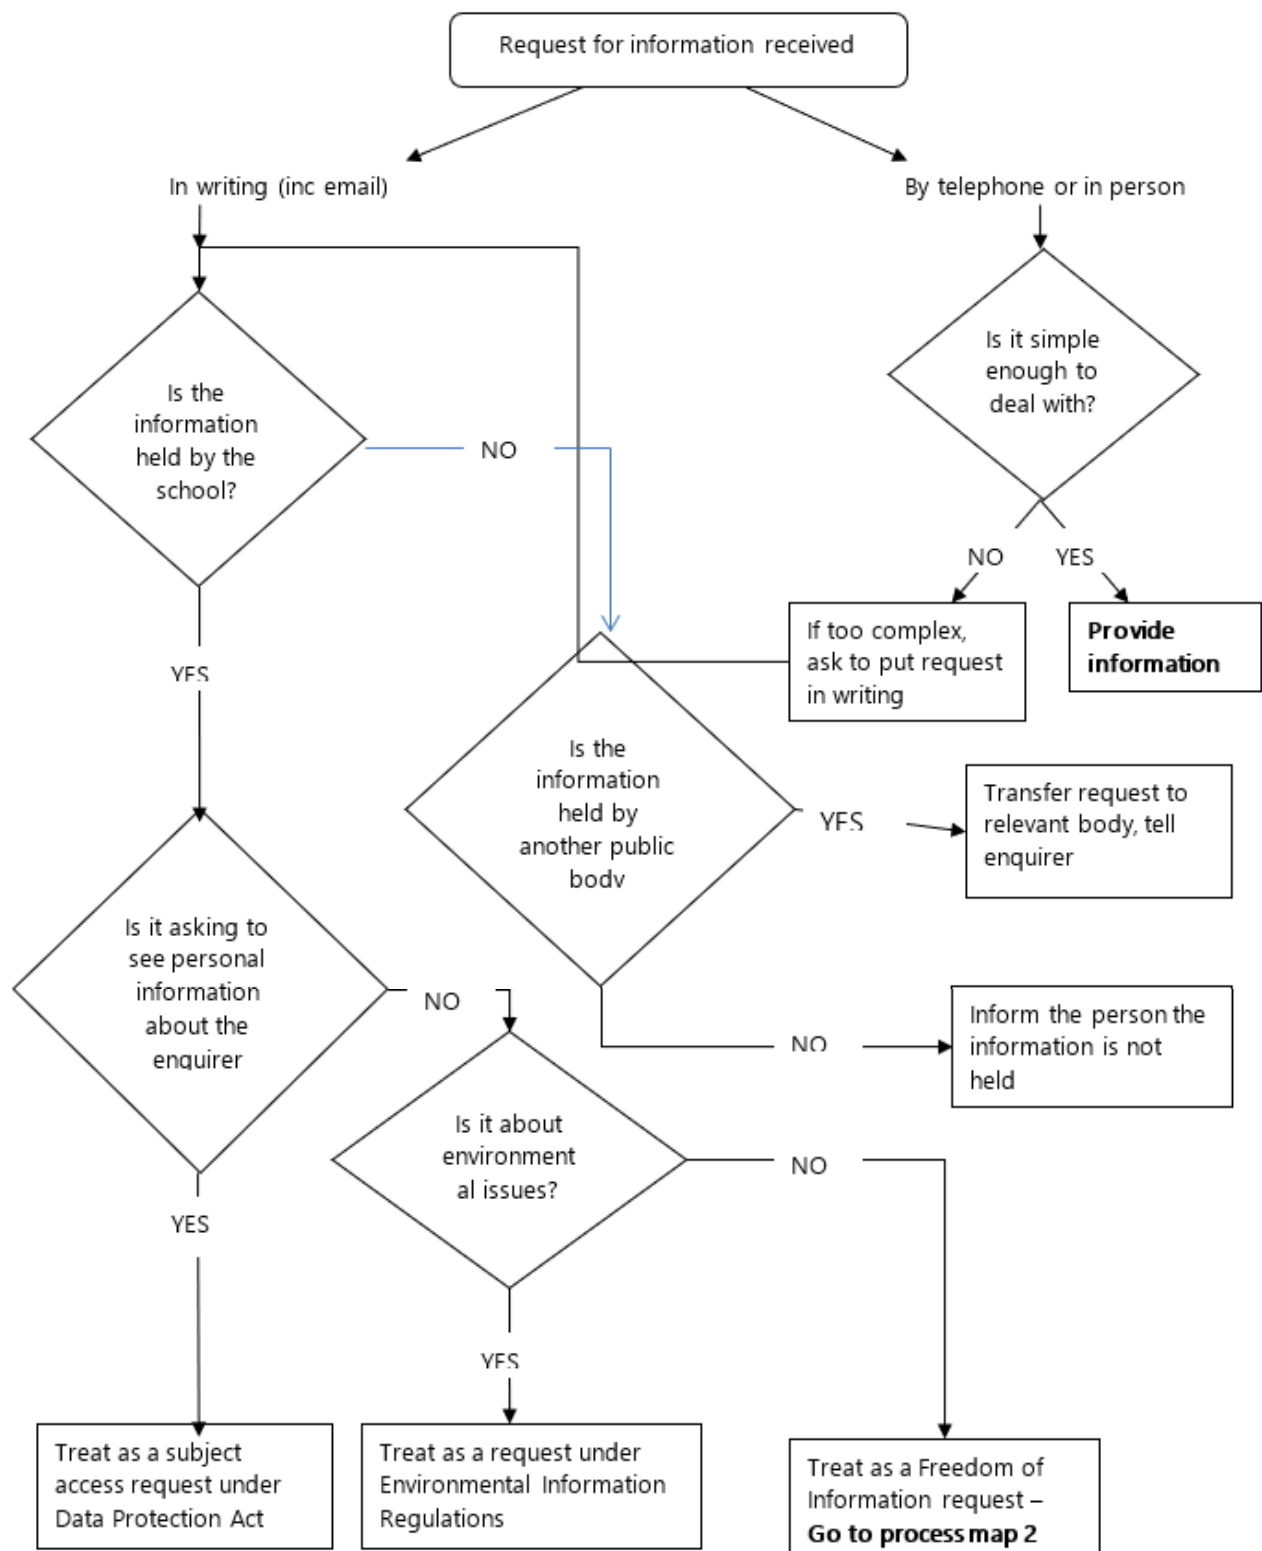 Request for information received
In writing (inc email)
By telephone or in person
Is it simple
enough to
deal with?
Is the
information
held by the
school?
NO
NO
YES
If too complex,
ask to put request
in writing
Provide
information
YES
Is the
information
held by
another public
body
YES
Transfer request to
relevant body, tell
enquirer
Is it asking to
see personal
information
about the
enquirer
NO
Inform the person the
information is not
held
NO
Is it about
environment
al issues?
NO
YES
YES
Treat as a subject
access request under
Data Protection Act
Treat as a request under
Environmental Information
Regulations
Treat as a Freedom of
Information request –
Go to process map 2